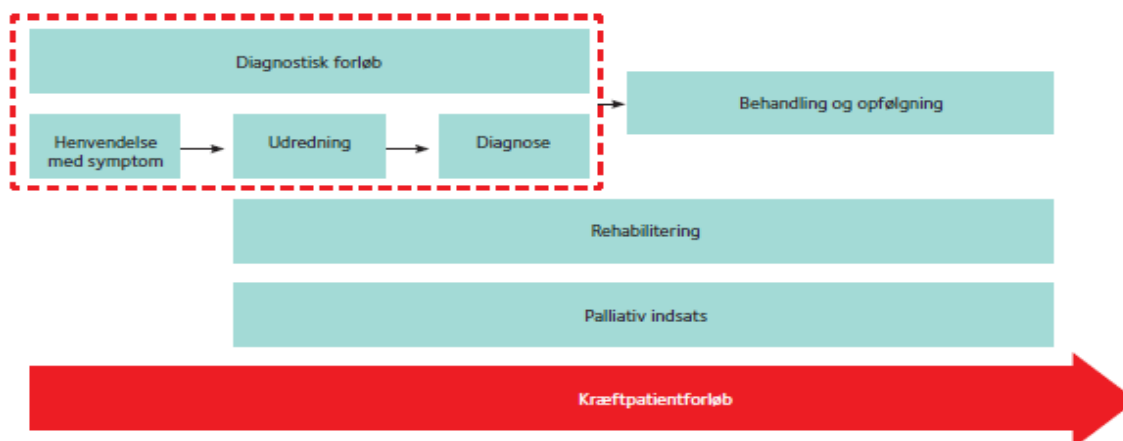 Diagnostisk forløb
Behandling og opfølgning
Henvendelse
med symptom
Udredning
Diagnose
Rehabilitering
Palliativ indsats
Kræftpatientforløb